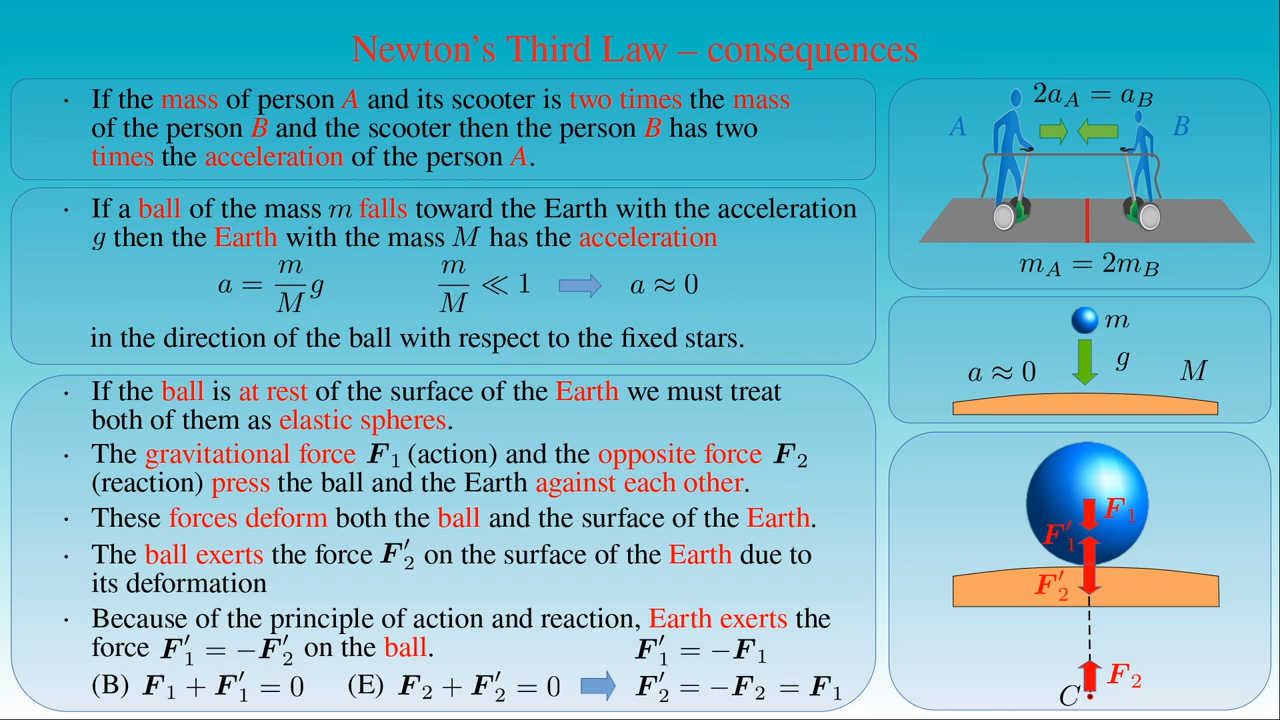 Newton's Third Law – consequences
· If the mass of person A and its scooter is two times the mass
of the person B and the scooter then the person B has two
times the acceleration of the person A.
· If a ball of the mass m falls toward the Earth with the acceleration
g then the Earth with the mass M has the acceleration
a = m/M g    m/M ≪ 1    a ≈ 0
in the direction of the ball with respect to the fixed stars.
· If the ball is at rest of the surface of the Earth we must treat
both of them as elastic spheres.
· The gravitational force F₁ (action) and the opposite force F₂
(reaction) press the ball and the Earth against each other.
· These forces deform both the ball and the surface of the Earth.
· The ball exerts the force F′₂ on the surface of the Earth due to
its deformation
· Because of the principle of action and reaction, Earth exerts the
force F′₁ = −F′₂ on the ball.    F′₁ = −F₁
(B) F₁ + F′₁ = 0    (E) F₂ + F′₂ = 0    F′₂ = −F₂ = F₁
2a_A = a_B
A    B
m_A = 2m_B
m
a ≈ 0    g    M
F₁
F′₁
F′₂
F₂
C